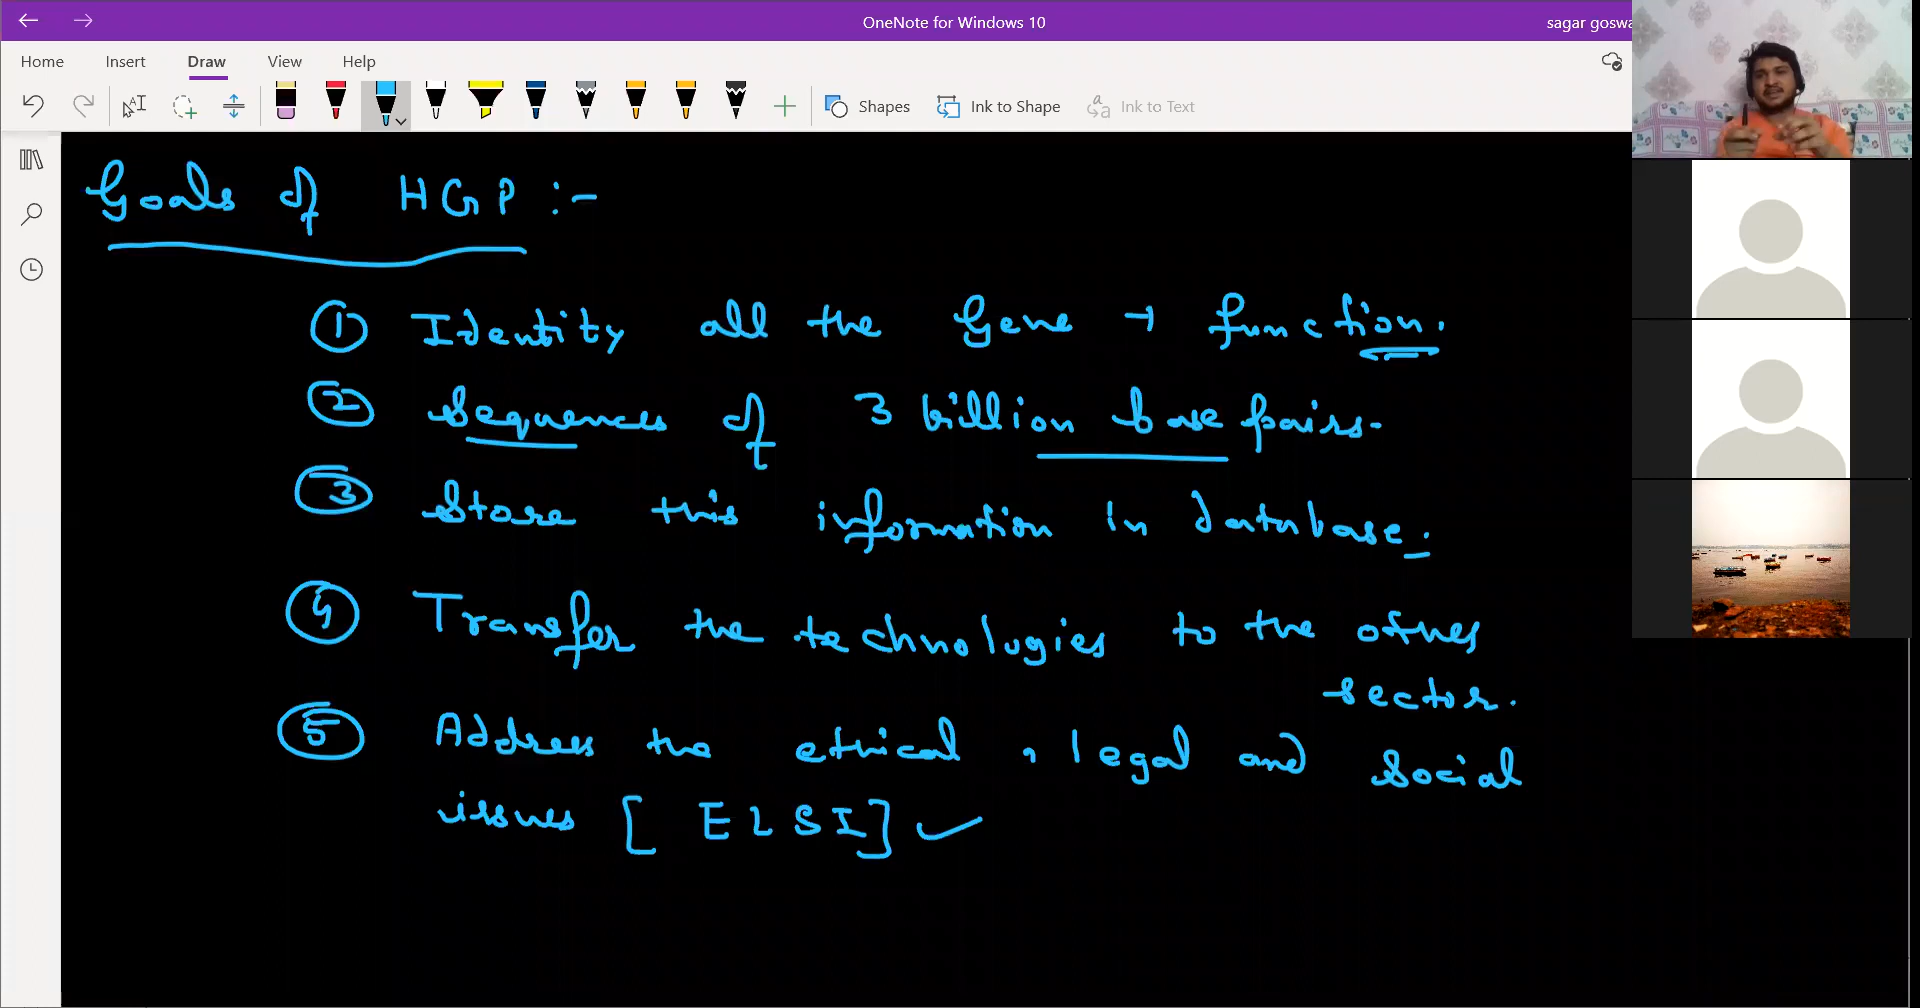 OneNote for Windows 10
sagar goswa
Home Insert Draw View Help
Shapes Ink to Shape Ink to Text
Goals of HGP :-
① Identity all the Gene → function.
② Sequences of 3 billion base pairs.
③ Store this information in database.
④ Transfer the technologies to the other
sector.
⑤ Address the ethical, legal and social
issues [ELSI] ✓